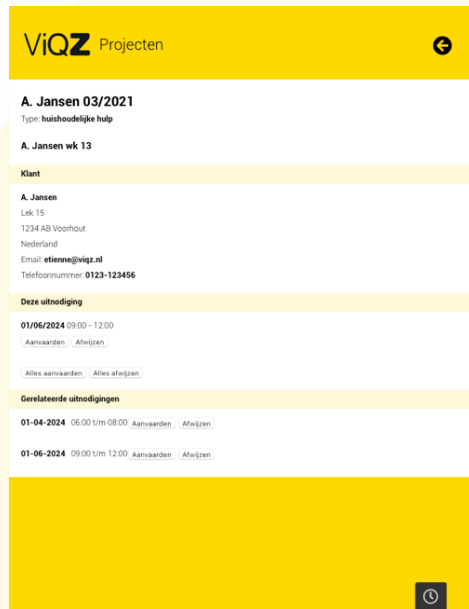 ViQZ Projecten
A. Jansen 03/2021
Type: huishoudelijke hulp
A. Jansen wk 13
Klant
A. Jansen
Lek 15
1234 AB Voorhout
Nederland
Email: etienne@viqz.nl
Telefoonnummer: 0123-123456
Deze uitnodiging
01/06/2024 09:00 - 12:00
Aanvaarden Afwijzen
Alles aanvaarden Alles afwijzen
Gerelateerde uitnodigingen
01-04-2024 06:00 t/m 08:00 Aanvaarden Afwijzen
01-06-2024 09:00 t/m 12:00 Aanvaarden Afwijzen